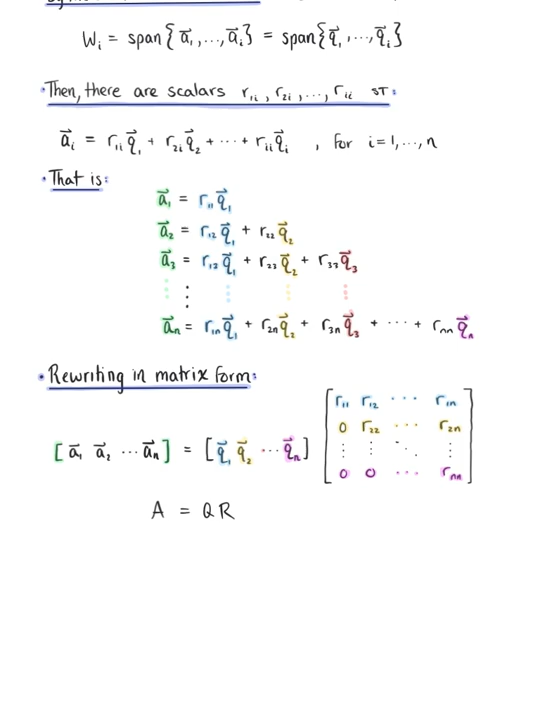 Wᵢ = span{a⃗₁,...,a⃗ᵢ} = span{q⃗₁,...,q⃗ᵢ}
• Then, there are scalars r₁ᵢ, r₂ᵢ, ..., rᵢᵢ ST:
a⃗ᵢ = r₁ᵢq⃗₁ + r₂ᵢq⃗₂ + ··· + rᵢᵢq⃗ᵢ , For i=1,...,n
• That is:
a⃗₁ = r₁₁q⃗₁
a⃗₂ = r₁₂q⃗₁ + r₂₂q⃗₂
a⃗₃ = r₁₃q⃗₁ + r₂₃q⃗₂ + r₃₃q⃗₃
⋮ ⋮ ⋮ ⋮ ⋮
a⃗ₙ = r₁ₙq⃗₁ + r₂ₙq⃗₂ + r₃ₙq⃗₃ + ··· + rₙₙq⃗ₙ
• Rewriting in matrix form:
[a⃗₁ a⃗₂ ··· a⃗ₙ] = [q⃗₁ q⃗₂ ··· q⃗ₙ]
r₁₁ r₁₂ ··· r₁ₙ
0 r₂₂ ··· r₂ₙ
⋮ ⋮ ⋱ ⋮
0 0 ··· rₙₙ
A = QR